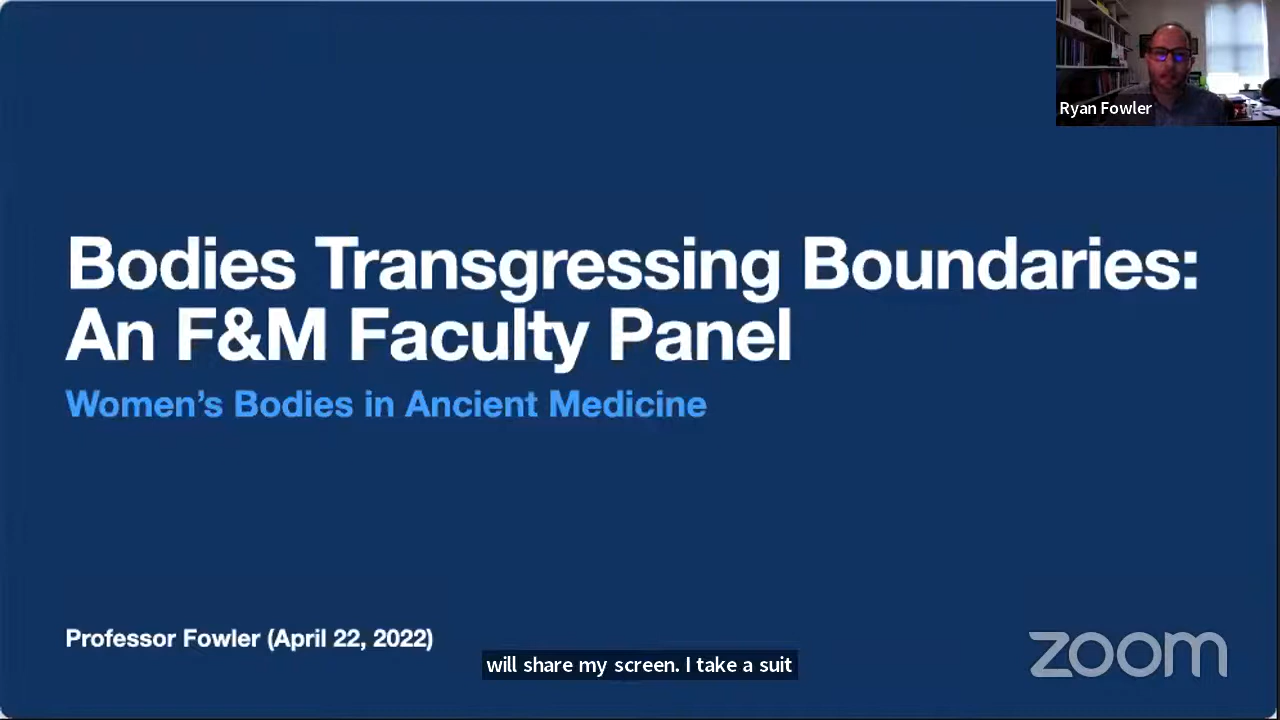 Ryan Fowler
Bodies Transgressing Boundaries:
An F&M Faculty Panel
Women's Bodies in Ancient Medicine
Professor Fowler (April 22, 2022)
will share my screen. I take a suit
zoom